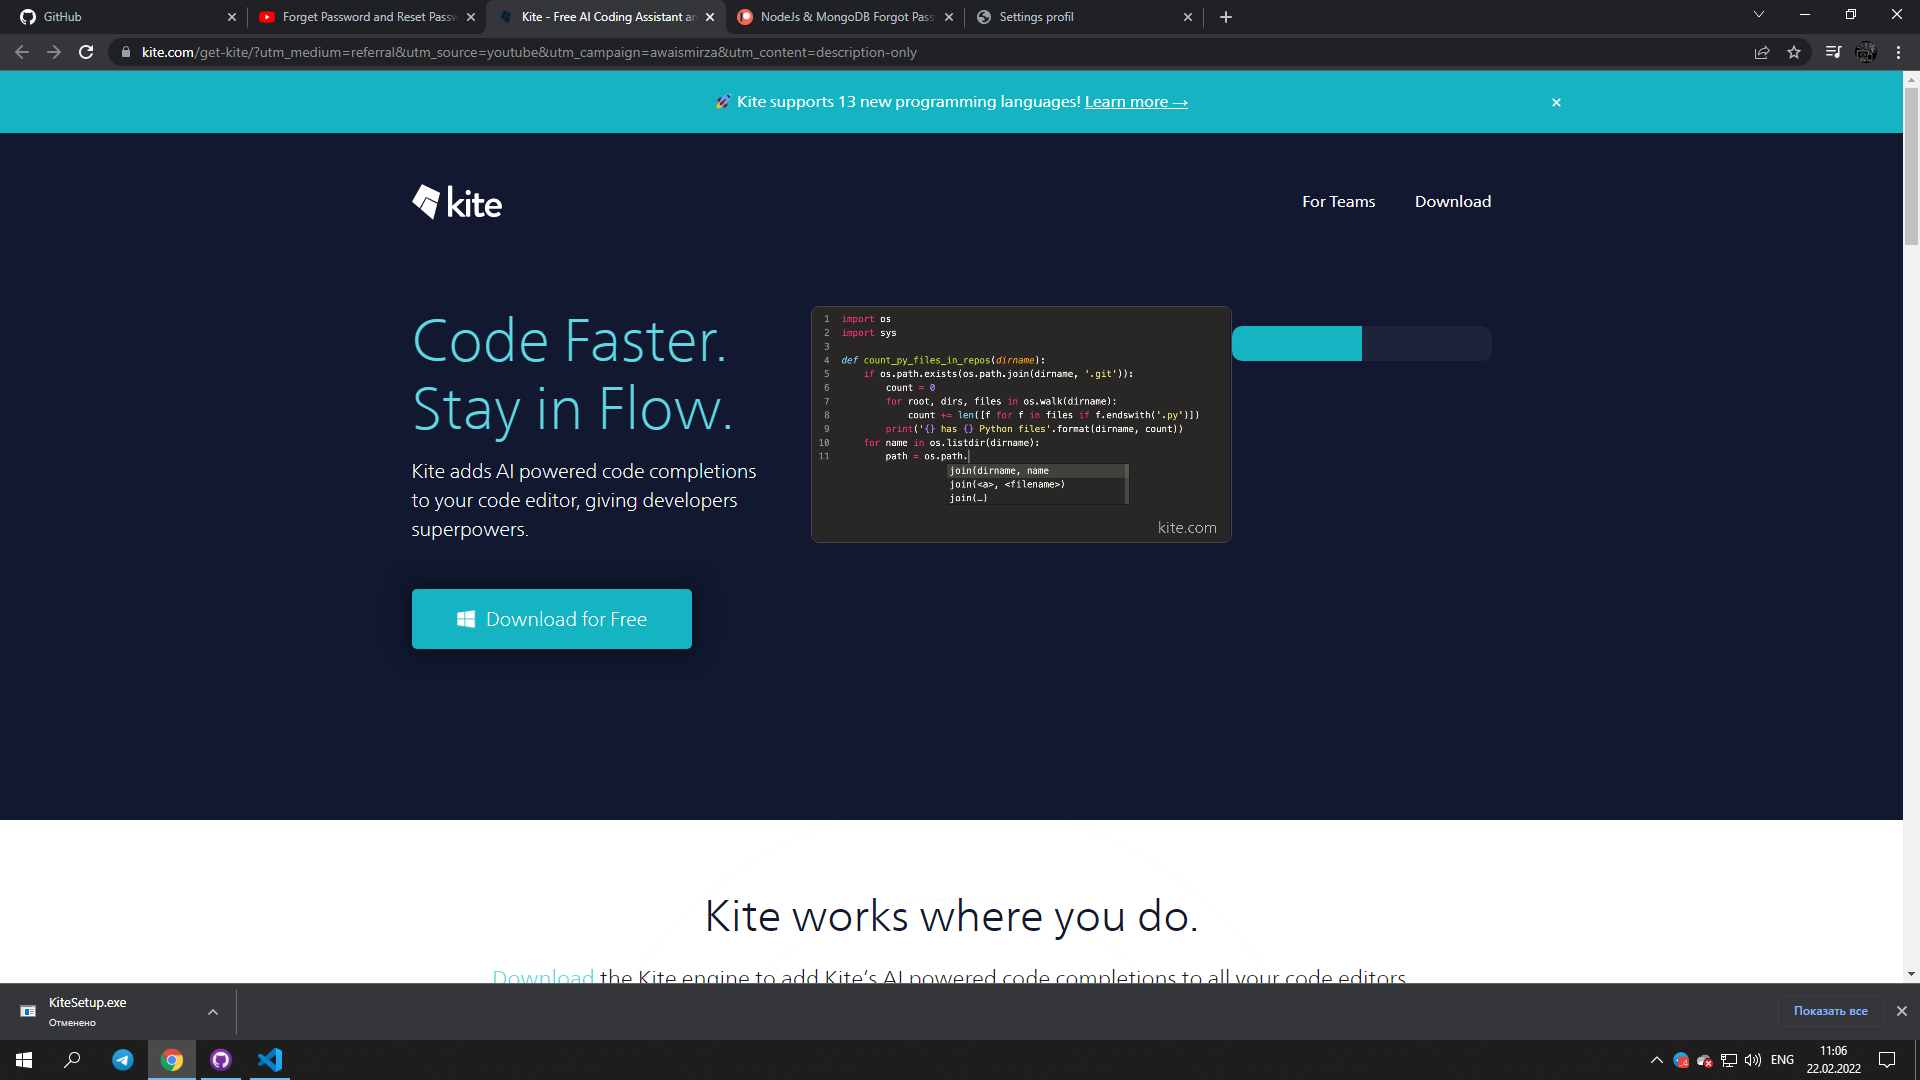 GitHub
Forget Password and Reset Passw
Kite - Free AI Coding Assistant an
NodeJs & MongoDB Forgot Pass
Settings profil
kite.com/get-kite/?utm_medium=referral&utm_source=youtube&utm_campaign=awaismirza&utm_content=description-only
🚀 Kite supports 13 new programming languages! Learn more →
kite
For Teams
Download
Code Faster.
Stay in Flow.
Kite adds AI powered code completions
to your code editor, giving developers
superpowers.
Download for Free
1 import os
2 import sys
3
4 def count_py_files_in_repos(dirname):
5 if os.path.exists(os.path.join(dirname, '.git')):
6 count = 0
7 for root, dirs, files in os.walk(dirname):
8 count += len([f for f in files if f.endswith('.py')])
9 print('{} has {} Python files'.format(dirname, count))
10 for name in os.listdir(dirname):
11 path = os.path.
join(dirname, name
join(<a>, <filename>)
join(…)
kite.com
Kite works where you do.
Download the Kite engine to add Kite's AI powered code completions to all your code editors
KiteSetup.exe
Отменено
Показать все
ENG
11:06
22.02.2022